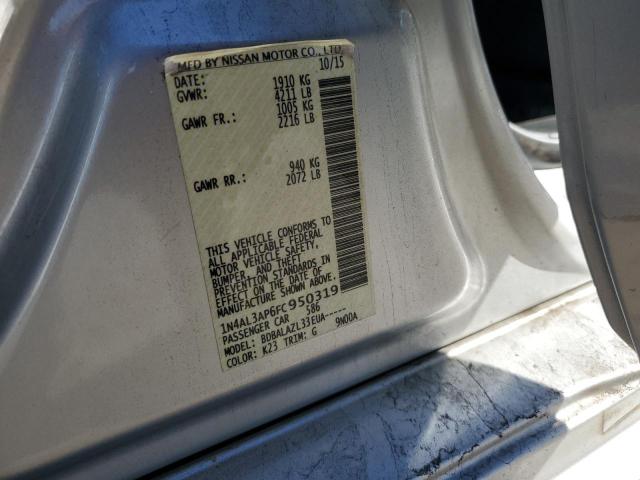 MFD BY NISSAN MOTOR CO., LTD.
DATE: 10/15
GVWR: 1910 KG
4211 LB
GAWR FR.: 1005 KG
2216 LB
GAWR RR.: 940 KG
2072 LB
THIS VEHICLE CONFORMS TO
ALL APPLICABLE FEDERAL
MOTOR VEHICLE SAFETY,
BUMPER, AND THEFT
PREVENTION STANDARDS IN
EFFECT ON THE DATE OF
MANUFACTURE SHOWN ABOVE.
1N4AL3AP6FC950319
PASSENGER CAR 586
MODEL: BDBALAZL33EUA-----
COLOR: K23 TRIM: G 9N00A